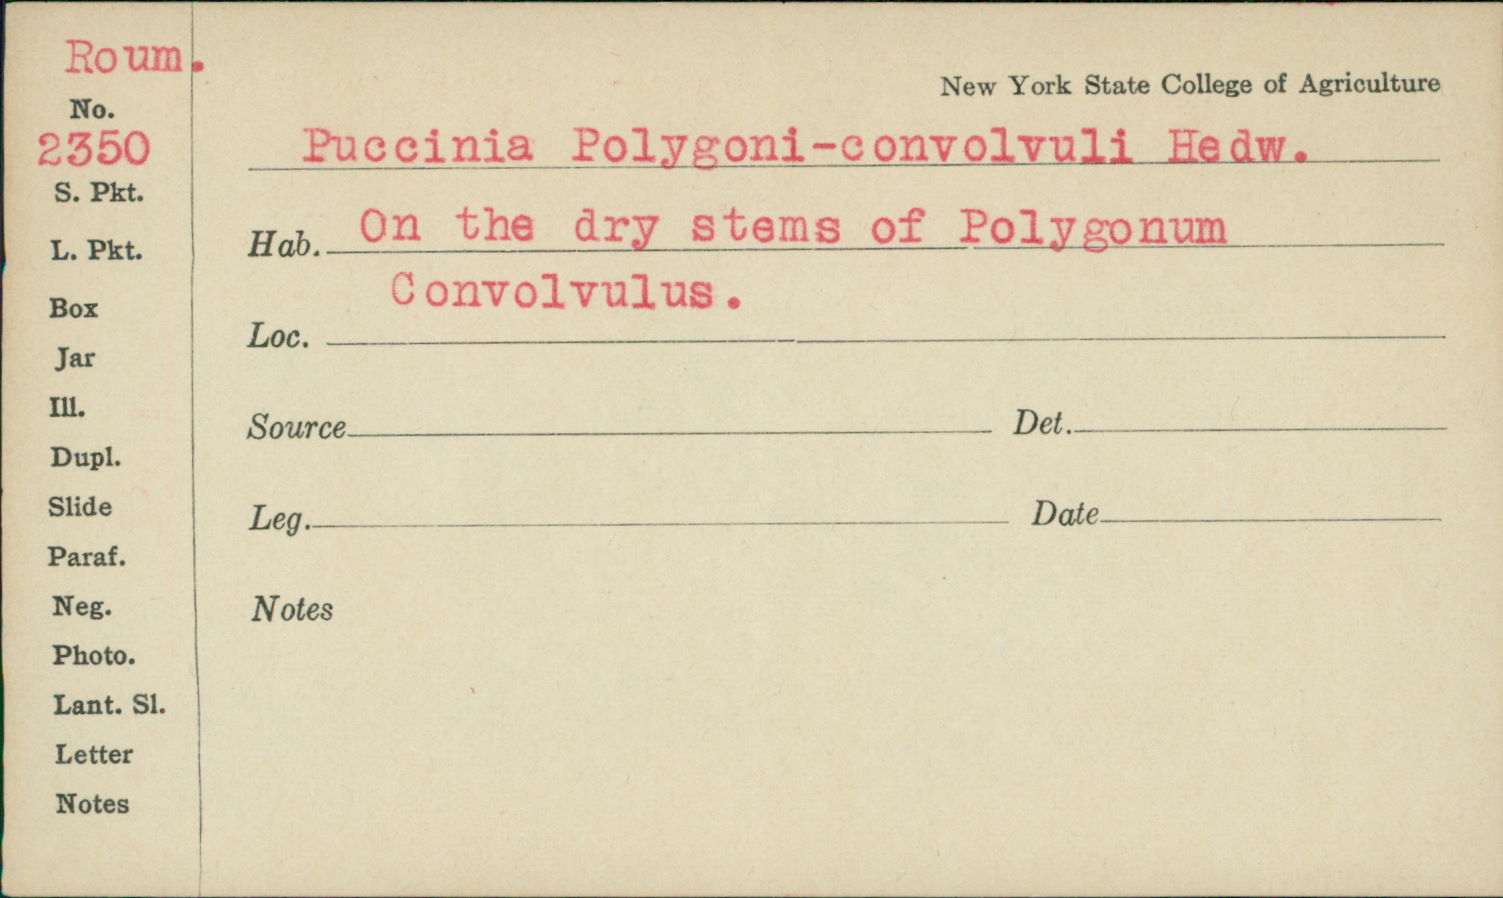 Roum.
No.
2350
S. Pkt.
L. Pkt.
Box
Jar
Ill.
Dupl.
Slide
Paraf.
Neg.
Photo.
Lant. Sl.
Letter
Notes
New York State College of Agriculture
Puccinia Polygoni-convolvuli Hedw.
Hab. On the dry stems of Polygonum
Convolvulus.
Loc.
Source Det.
Leg. Date
Notes